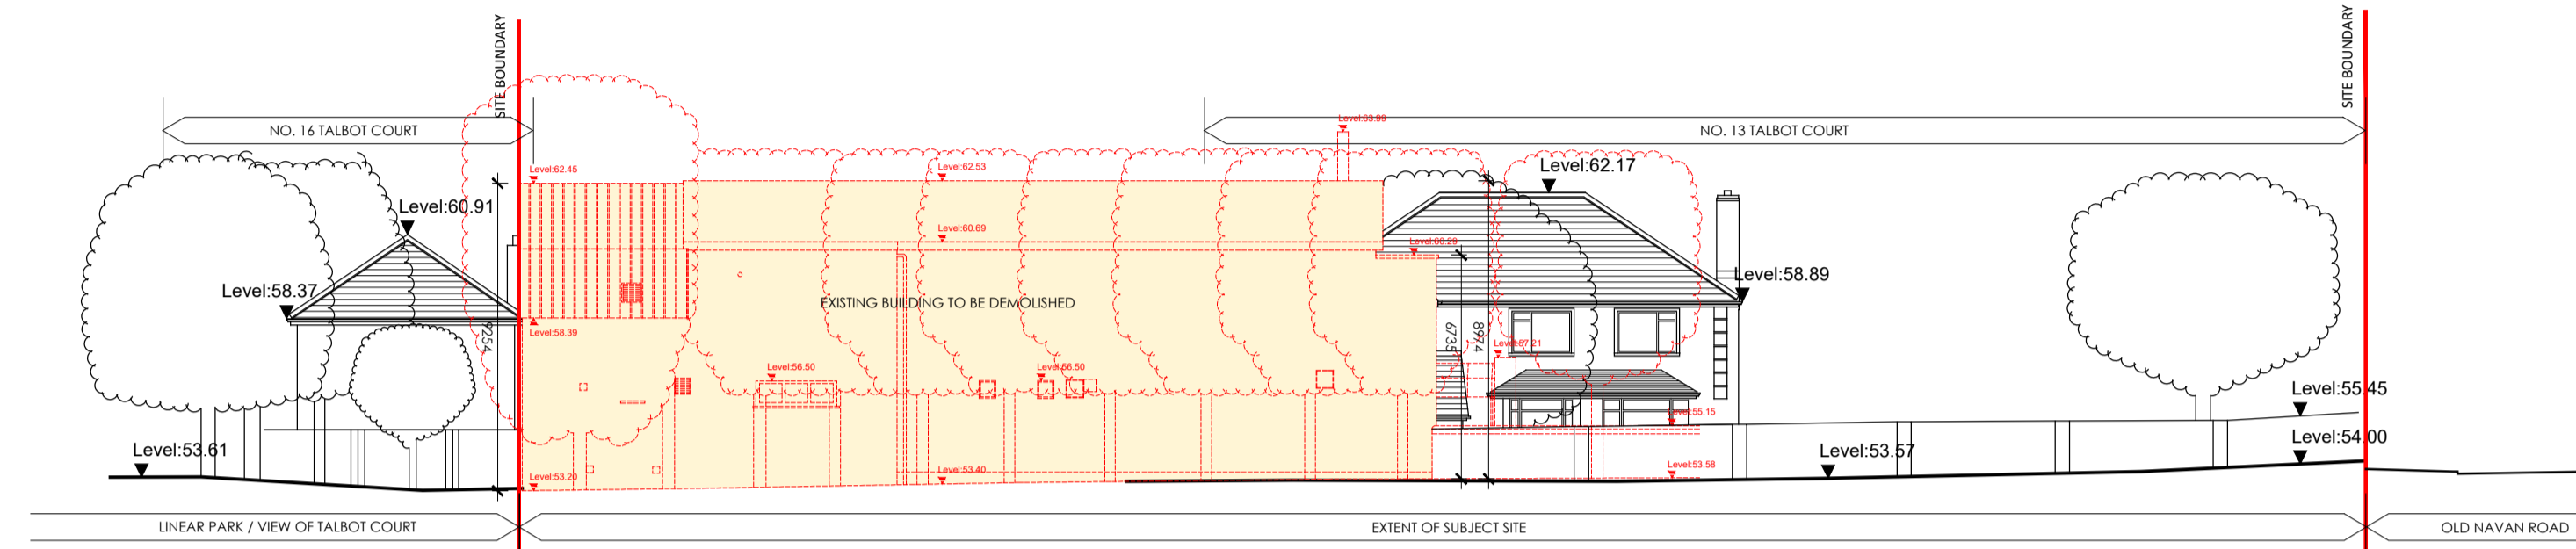 SITE BOUNDARY
SITE BOUNDARY
NO. 16 TALBOT COURT
NO. 13 TALBOT COURT
Level:63.99
Level:62.45
Level:62.53
Level:62.17
Level:60.91
Level:60.69
Level:60.29
Level:58.37
Level:58.89
EXISTING BUILDING TO BE DEMOLISHED
9254
Level:58.39
6735
8974
Level:57.21
Level:56.50
Level:56.50
Level:55.45
Level:55.15
Level:53.61
Level:54.00
Level:53.57
Level:53.20
Level:53.40
Level:53.58
LINEAR PARK / VIEW OF TALBOT COURT
EXTENT OF SUBJECT SITE
OLD NAVAN ROAD